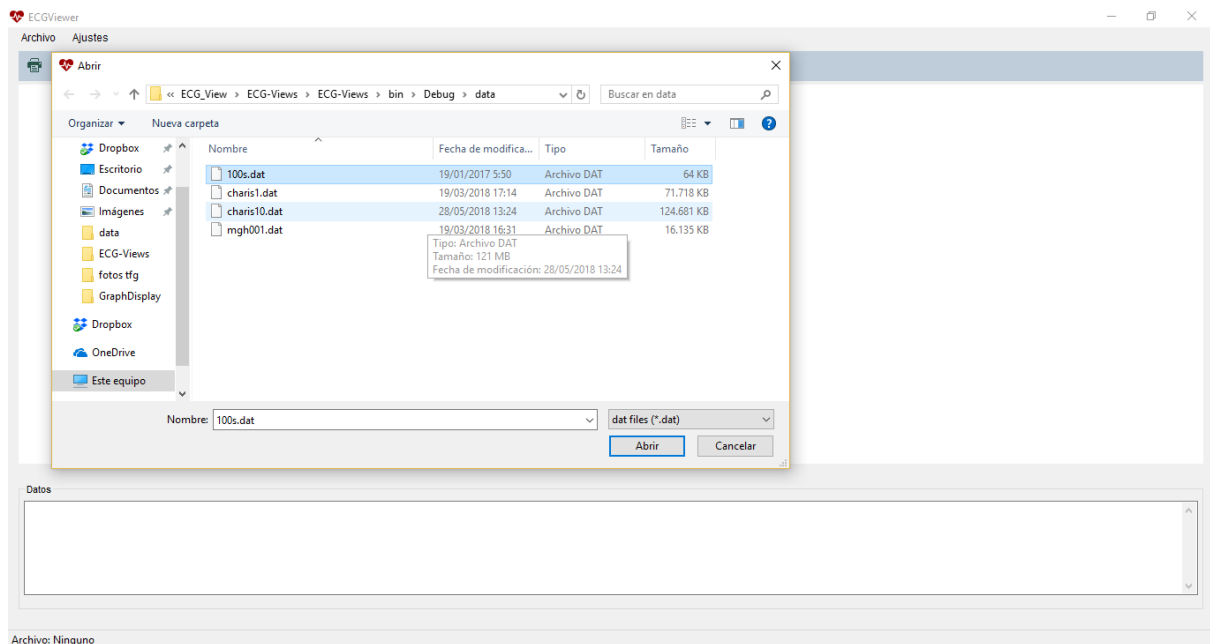 ECGViewer
Archivo Ajustes
Abrir
« ECG_View › ECG-Views › ECG-Views › bin › Debug › data
Buscar en data
Organizar Nueva carpeta
Dropbox
Escritorio
Documentos
Imágenes
data
ECG-Views
fotos tfg
GraphDisplay
Dropbox
OneDrive
Este equipo
Nombre Fecha de modifica... Tipo Tamaño
100s.dat 19/01/2017 5:50 Archivo DAT 64 KB
charis1.dat 19/03/2018 17:14 Archivo DAT 71.718 KB
charis10.dat 28/05/2018 13:24 Archivo DAT 124.681 KB
mgh001.dat 19/03/2018 16:31 Archivo DAT 16.135 KB
Tipo: Archivo DAT
Tamaño: 121 MB
Fecha de modificación: 28/05/2018 13:24
Nombre: 100s.dat dat files (*.dat)
Abrir Cancelar
Datos
Archivo: Ninguno